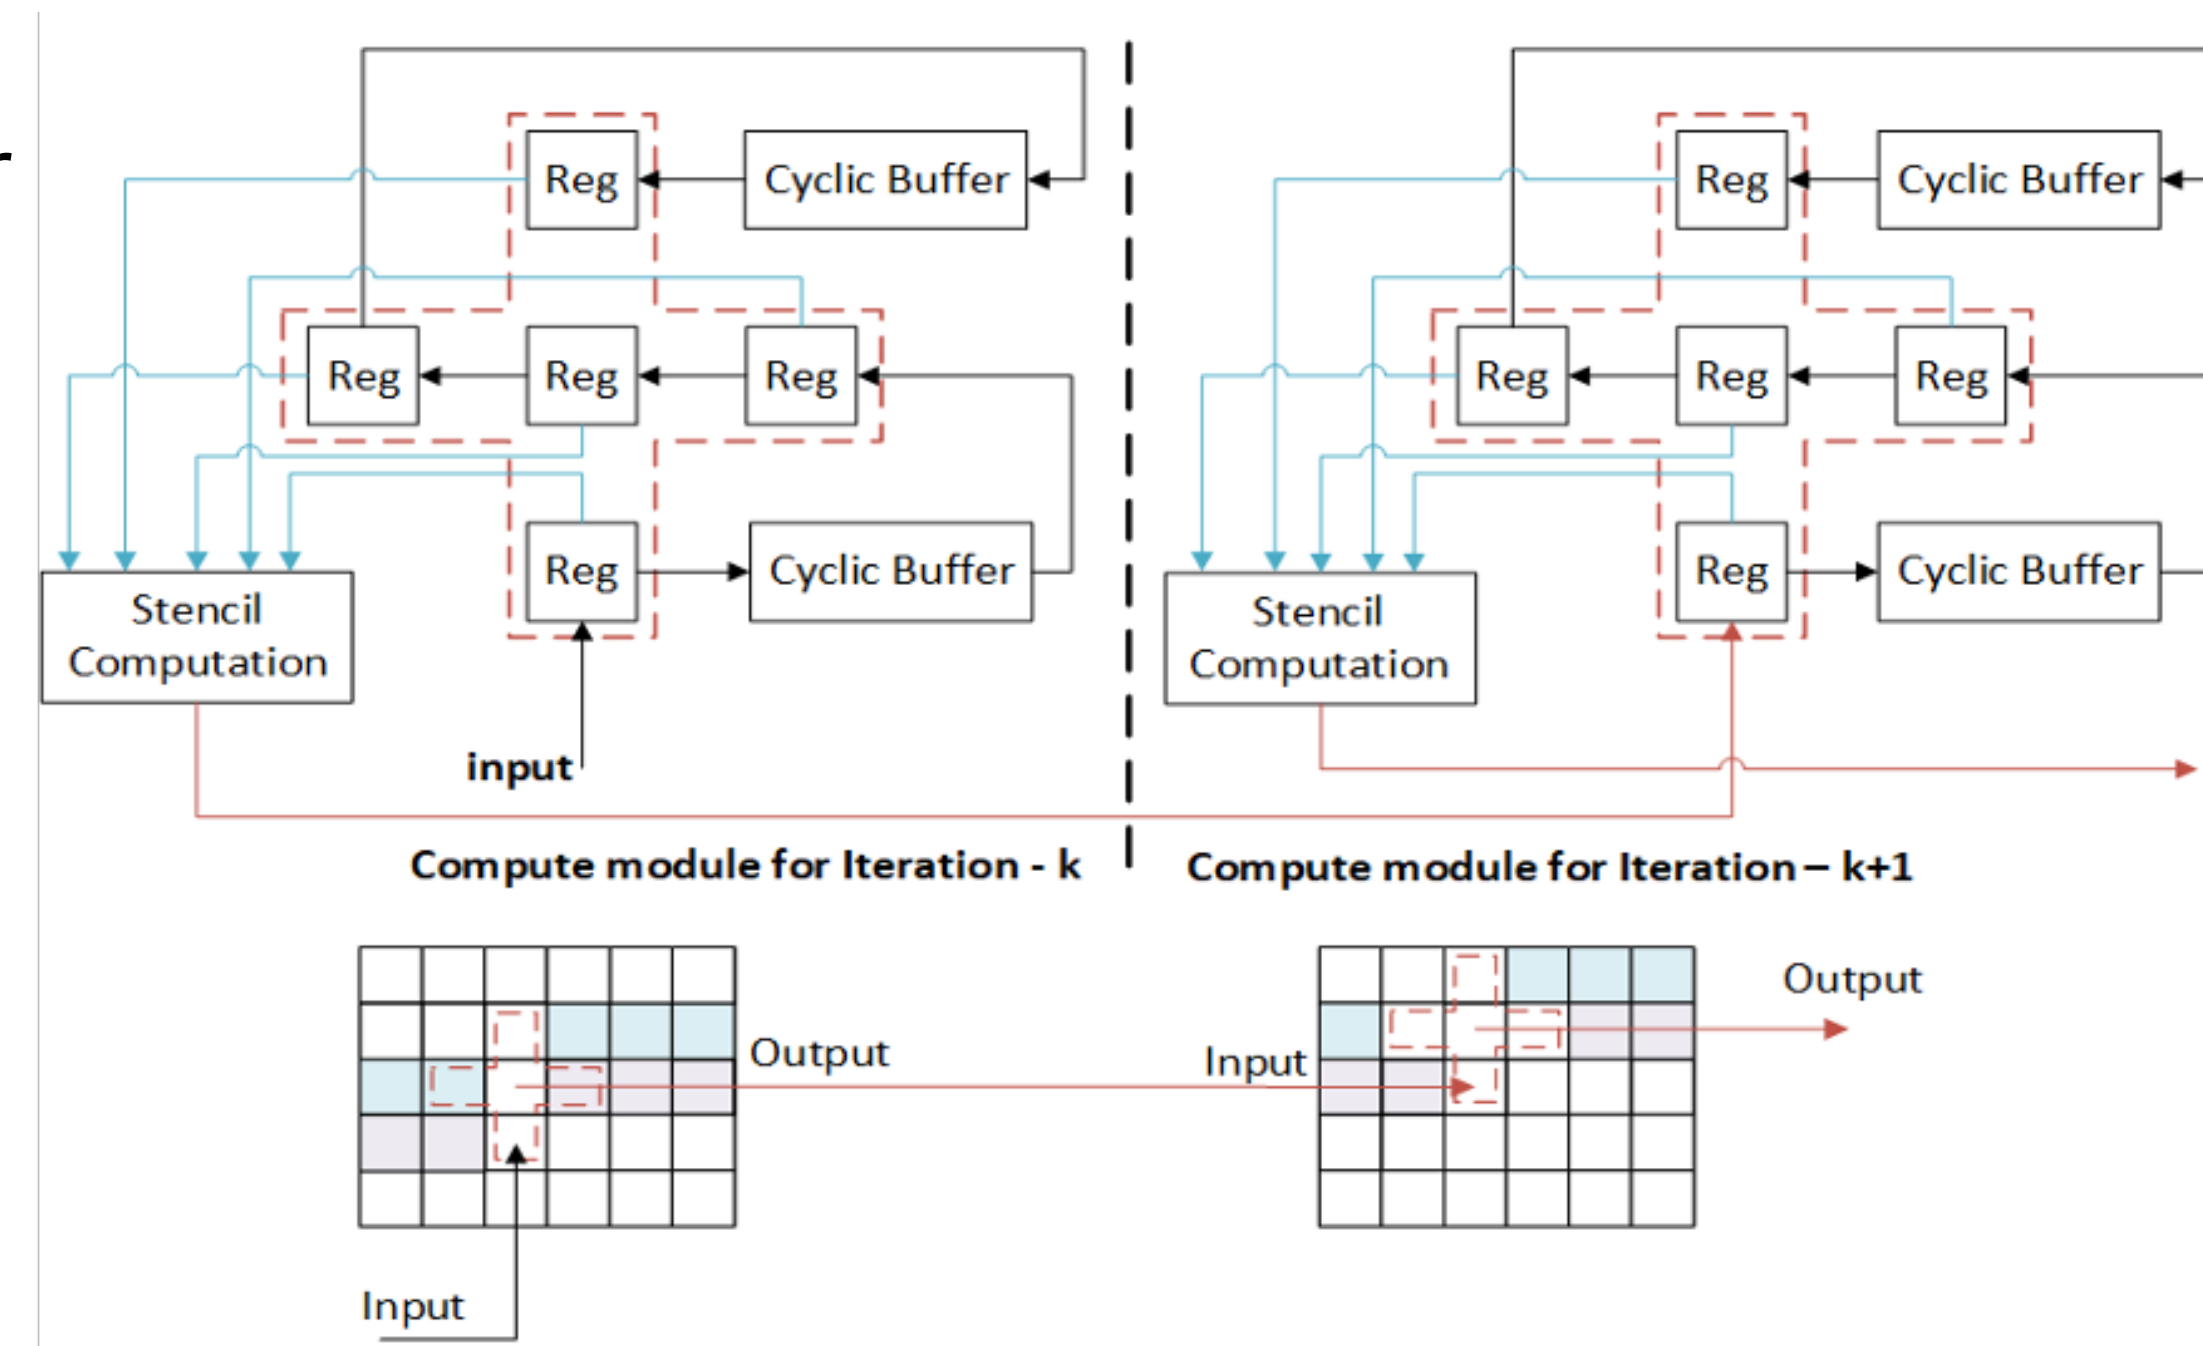 Reg
Cyclic Buffer
Reg
Cyclic Buffer
Reg
Reg
Reg
Reg
Reg
Reg
Reg
Cyclic Buffer
Reg
Cyclic Buffer
Stencil
Computation
Stencil
Computation
input
Compute module for Iteration - k
Compute module for Iteration – k+1
Output
Input
Output
Input